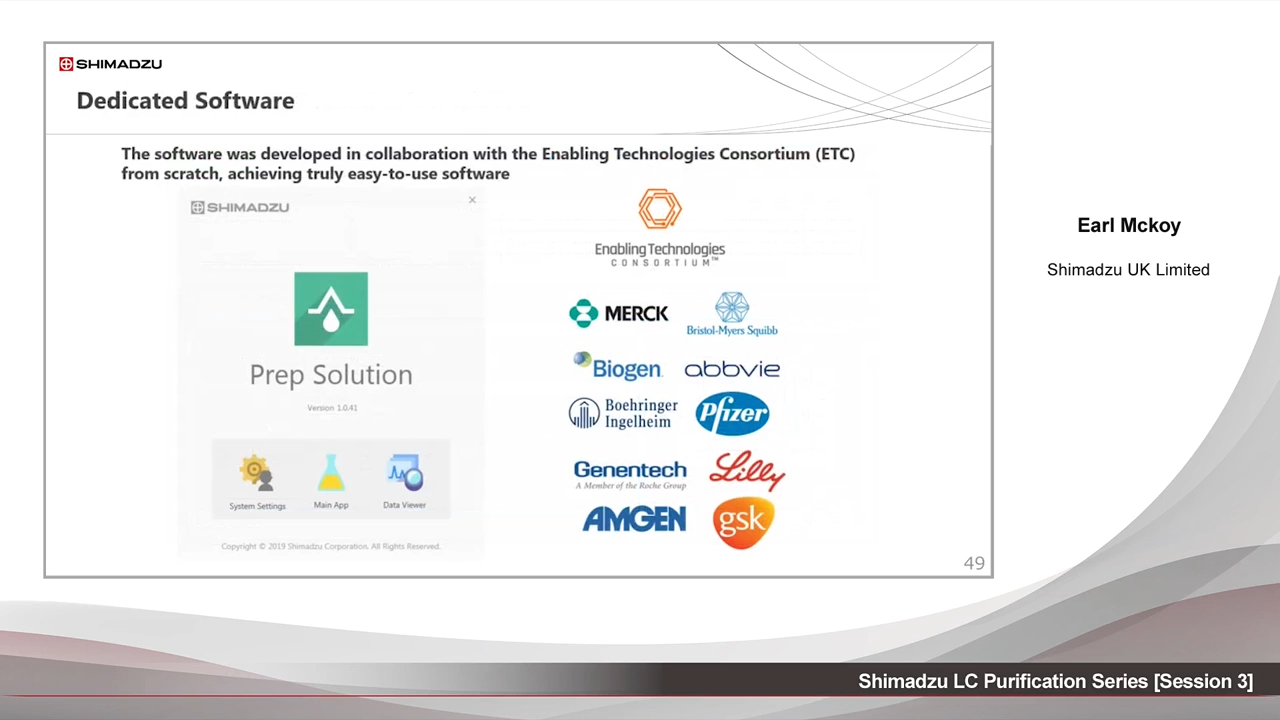 SHIMADZU
Dedicated Software
The software was developed in collaboration with the Enabling Technologies Consortium (ETC)
from scratch, achieving truly easy-to-use software
SHIMADZU
×
Prep Solution
Version 1.0.41
System Settings
Main App
Data Viewer
Copyright © 2019 Shimadzu Corporation. All Rights Reserved.
Enabling Technologies
CONSORTIUM™
MERCK
Bristol-Myers Squibb
Biogen
abbvie
Boehringer
Ingelheim
Pfizer
Genentech
A Member of the Roche Group
Lilly
AMGEN
gsk
49
Earl Mckoy
Shimadzu UK Limited
Shimadzu LC Purification Series [Session 3]